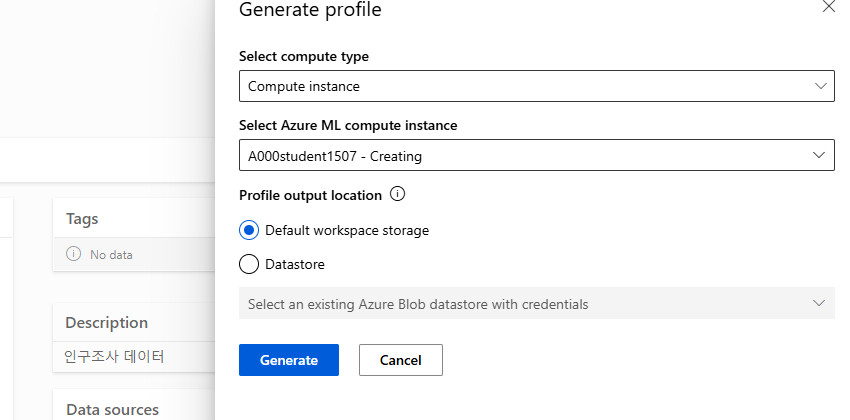 Generate profile
Select compute type
Compute instance
Select Azure ML compute instance
A000student1507 - Creating
Profile output location
Default workspace storage
Datastore
Select an existing Azure Blob datastore with credentials
Generate
Cancel
Tags
No data
Description
인구조사 데이터
Data sources